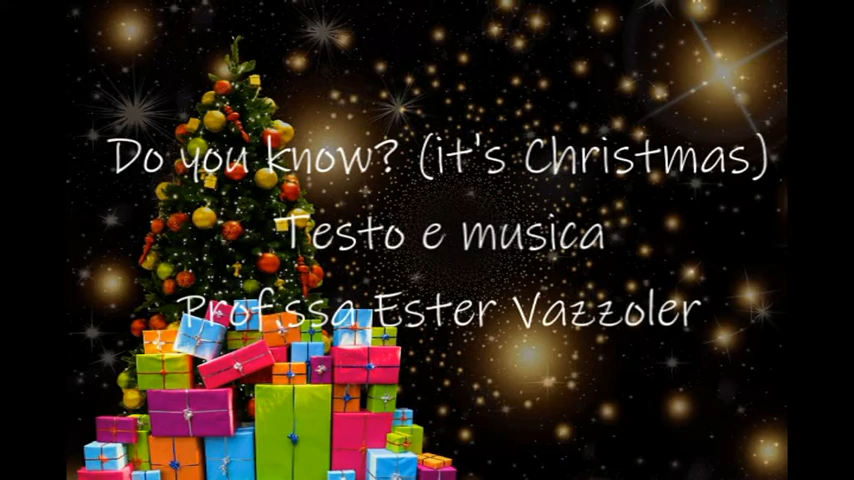 Do you know? (it's Christmas)
Testo e musica
Prof.ssa Ester Vazzoler